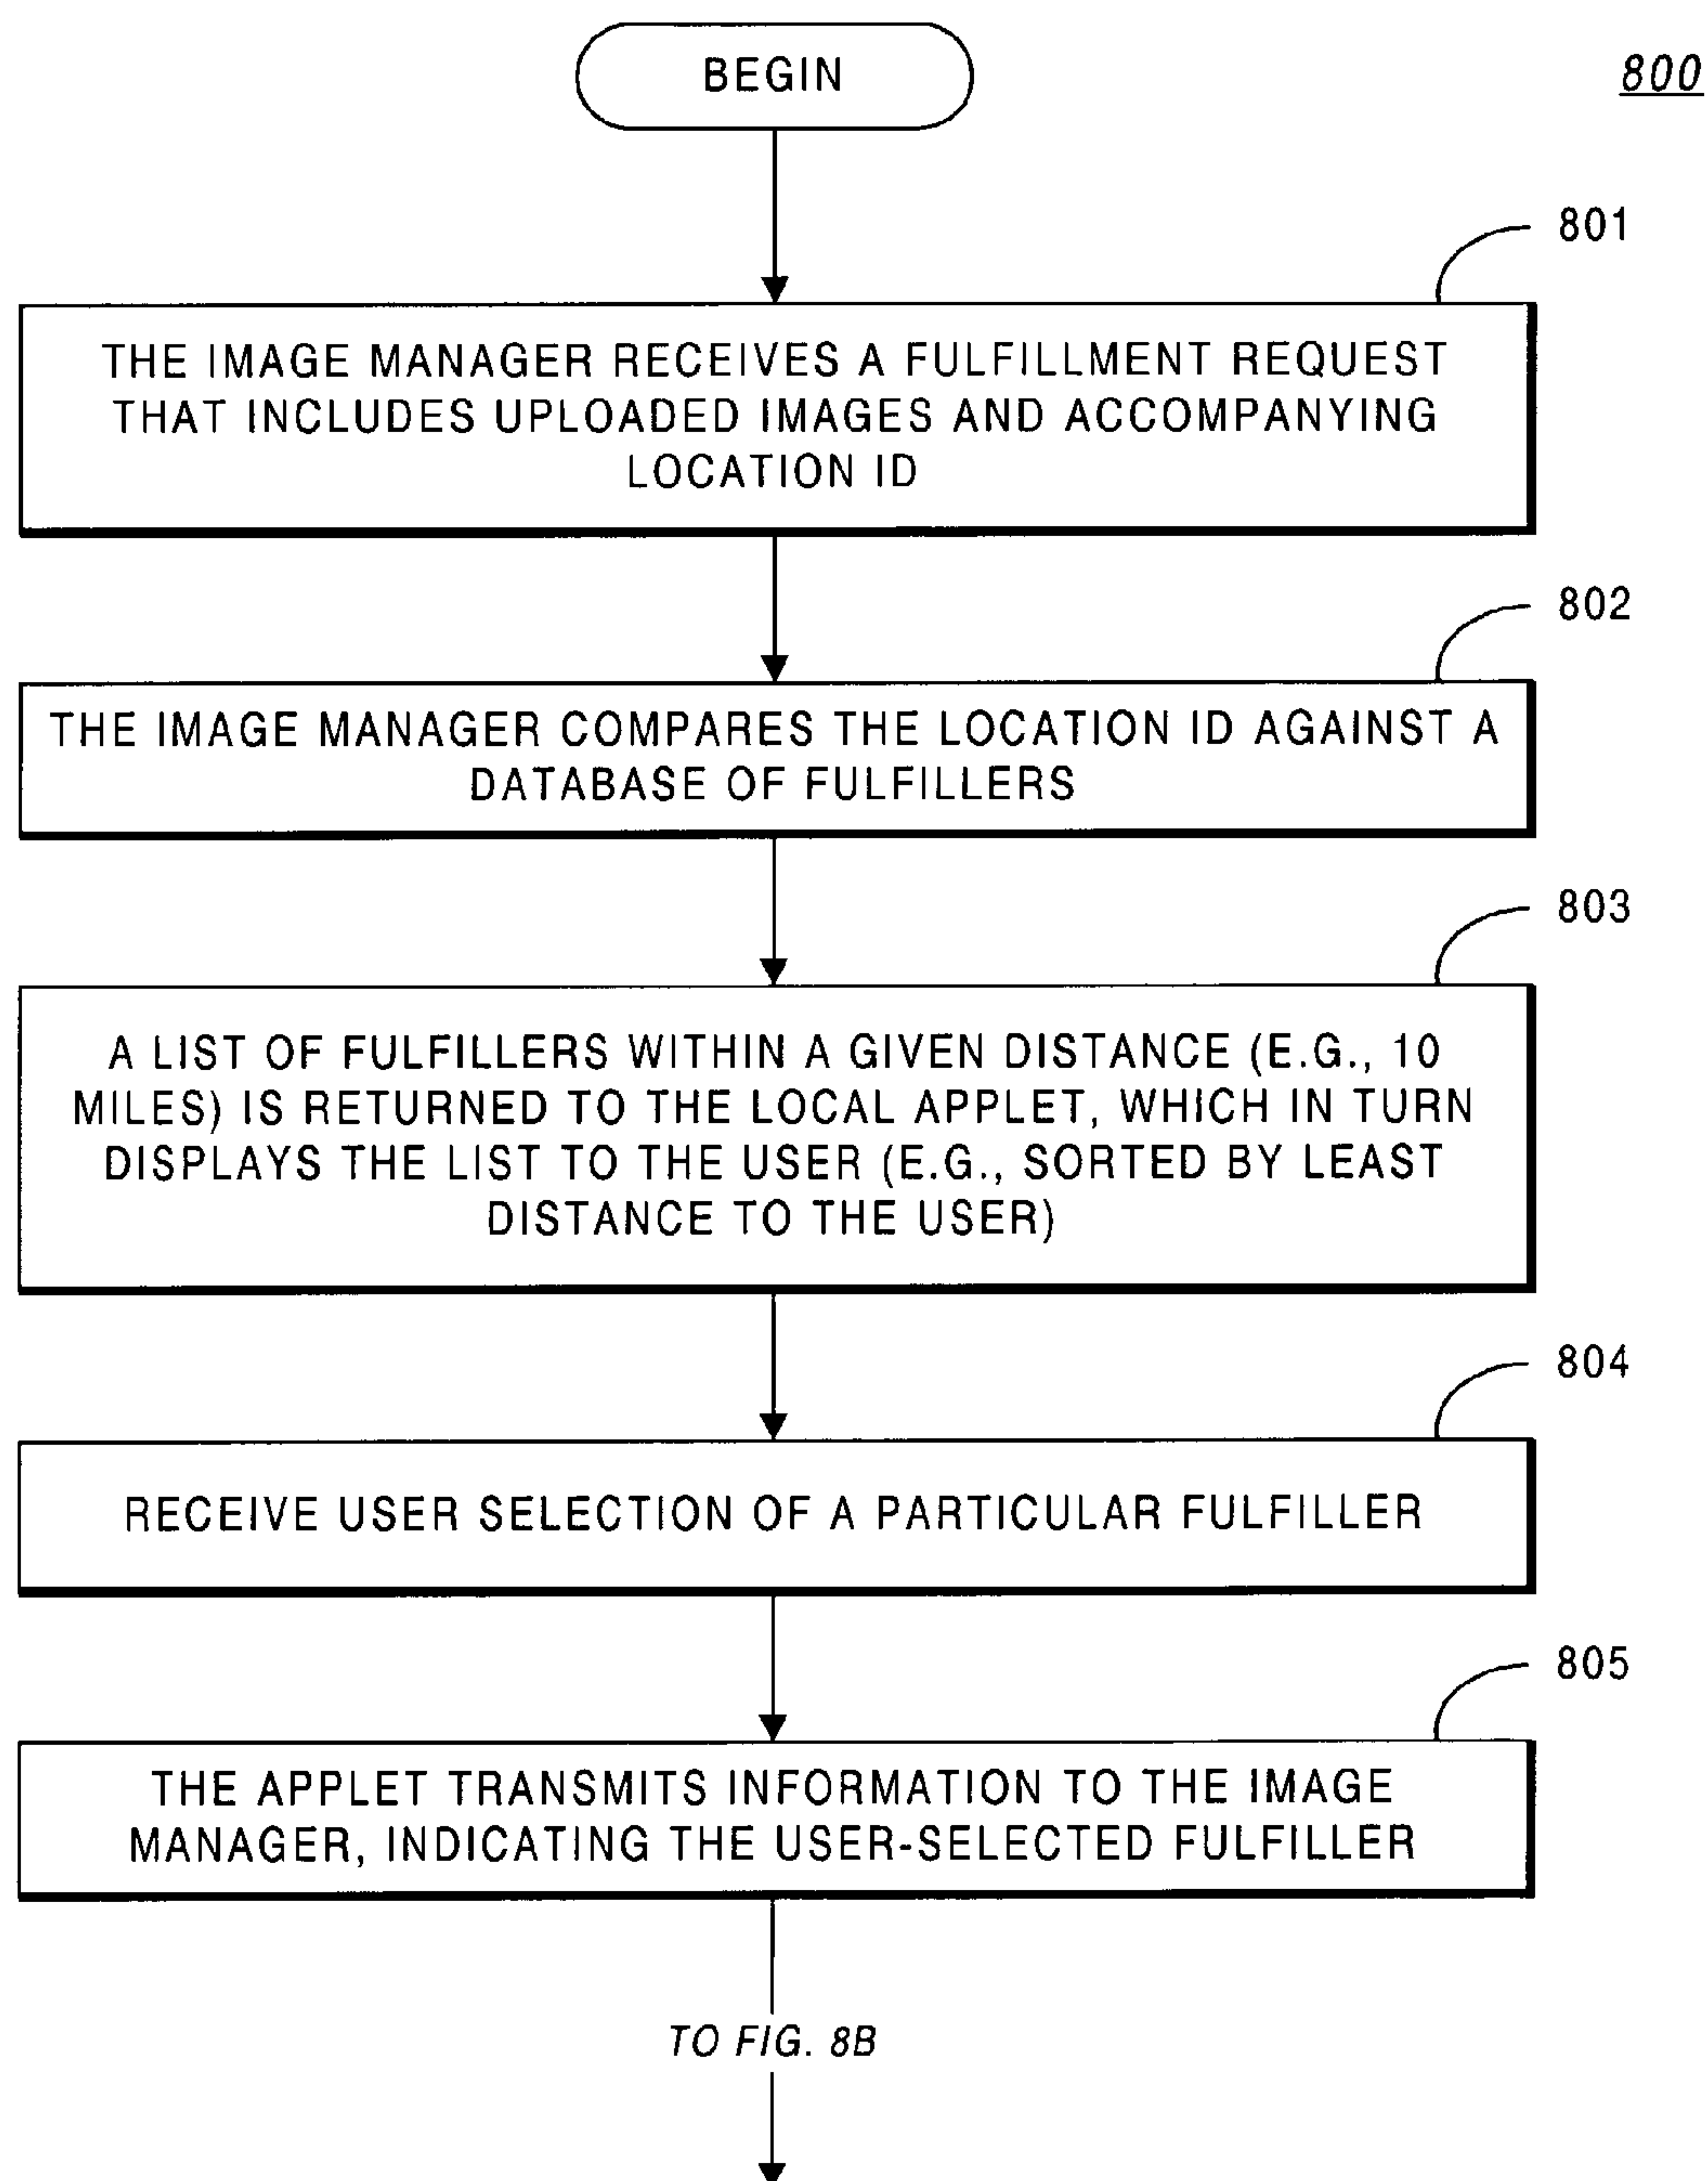 BEGIN
800
801
THE IMAGE MANAGER RECEIVES A FULFILLMENT REQUEST
THAT INCLUDES UPLOADED IMAGES AND ACCOMPANYING
LOCATION ID
802
THE IMAGE MANAGER COMPARES THE LOCATION ID AGAINST A
DATABASE OF FULFILLERS
803
A LIST OF FULFILLERS WITHIN A GIVEN DISTANCE (E.G., 10
MILES) IS RETURNED TO THE LOCAL APPLET, WHICH IN TURN
DISPLAYS THE LIST TO THE USER (E.G., SORTED BY LEAST
DISTANCE TO THE USER)
804
RECEIVE USER SELECTION OF A PARTICULAR FULFILLER
805
THE APPLET TRANSMITS INFORMATION TO THE IMAGE
MANAGER, INDICATING THE USER-SELECTED FULFILLER
TO FIG. 8B